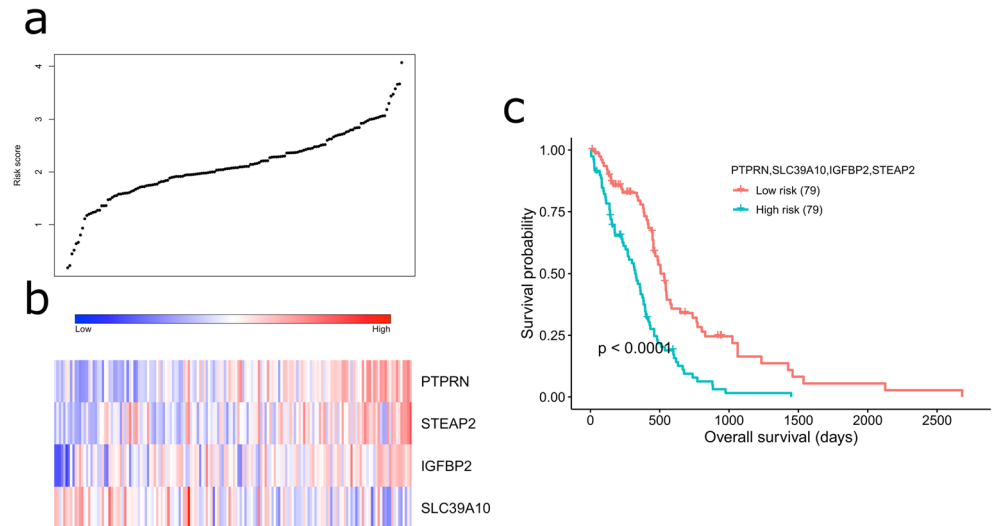 a
Risk score
4
3
2
1
b
Low
High
PTPRN
STEAP2
IGFBP2
SLC39A10
c
Survival probability
1.00
0.75
0.50
0.25
0.00
PTPRN,SLC39A10,IGFBP2,STEAP2
Low risk (79)
High risk (79)
p < 0.0001
0
500
1000
1500
2000
2500
Overall survival (days)